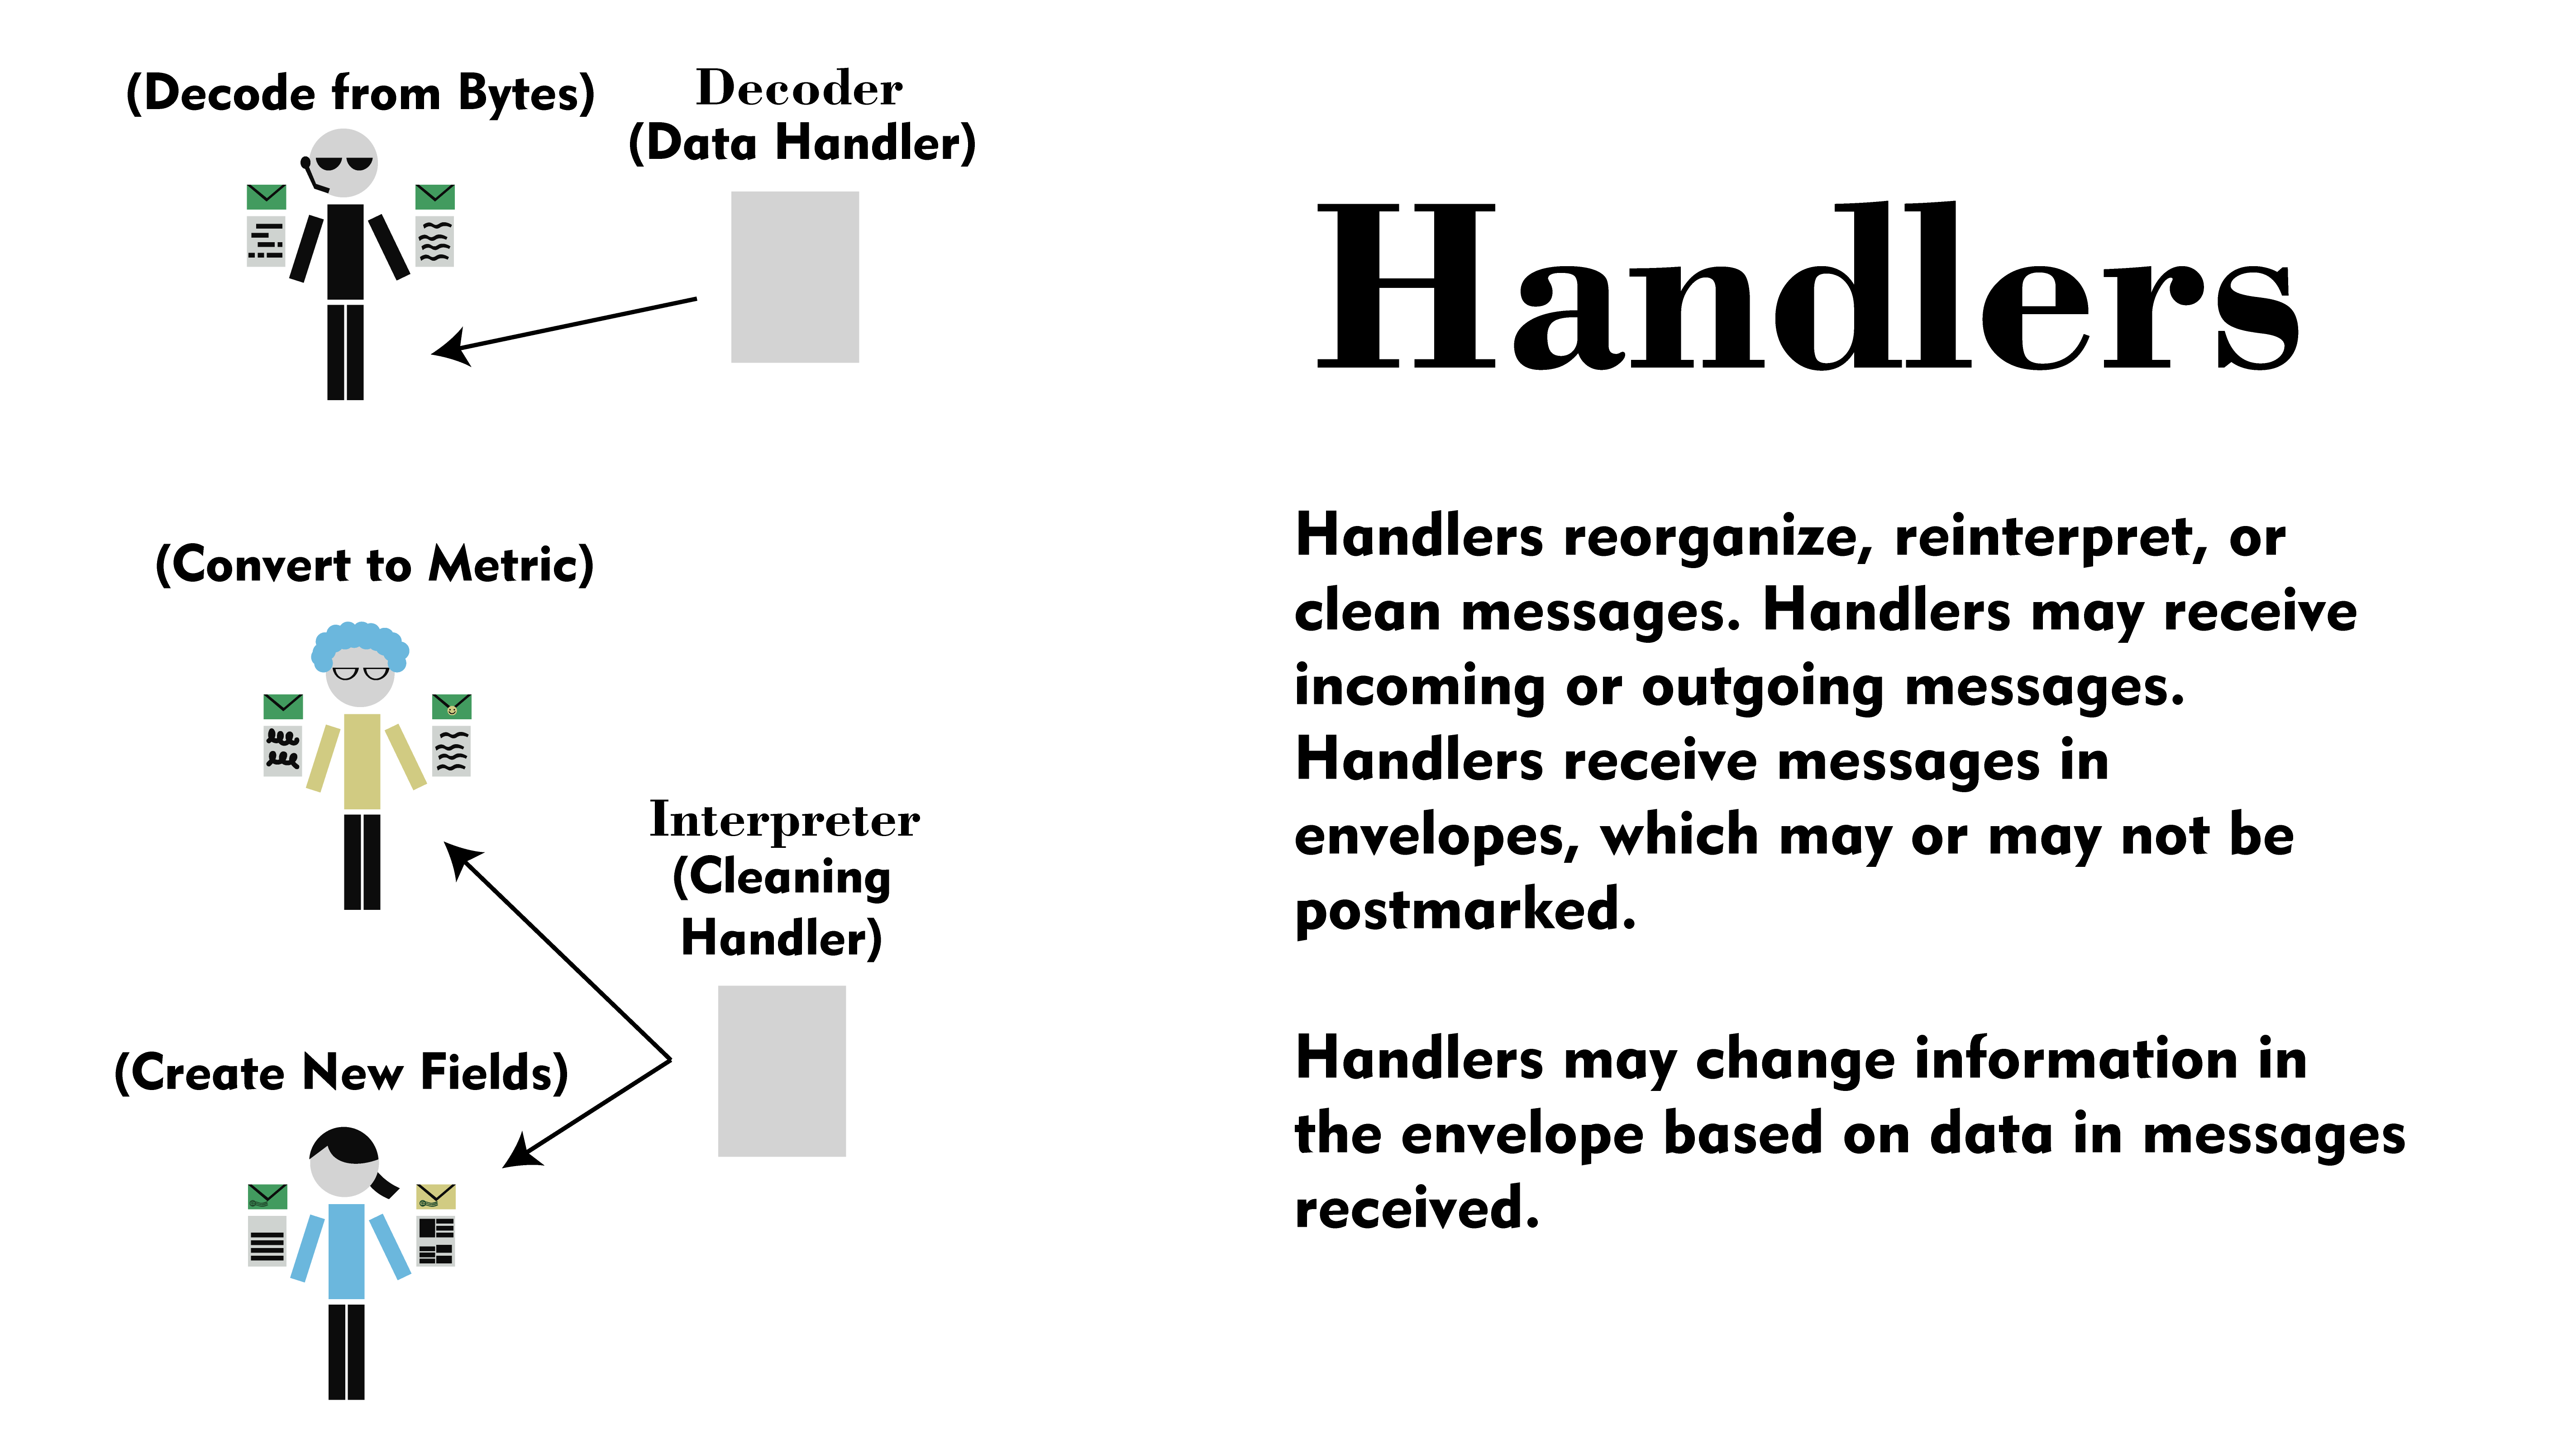 (Decode from Bytes)
Decoder
(Data Handler)
(Convert to Metric)
Interpreter
(Cleaning
Handler)
(Create New Fields)
Handlers
Handlers reorganize, reinterpret, or
clean messages. Handlers may receive
incoming or outgoing messages.
Handlers receive messages in
envelopes, which may or may not be
postmarked.
Handlers may change information in
the envelope based on data in messages
received.